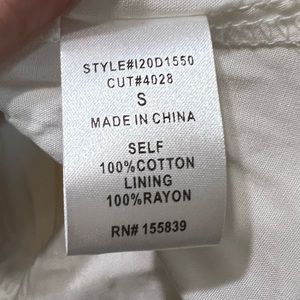 STYLE#I20D1550
CUT#4028
S
MADE IN CHINA
SELF
100%COTTON
LINING
100%RAYON
RN# 155839